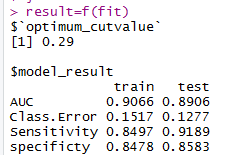 > result=f(fit)
$`optimum_cutvalue`
[1] 0.29
$model_result
train test
AUC 0.9066 0.8906
Class.Error 0.1517 0.1277
Sensitivity 0.8497 0.9189
specificty 0.8478 0.8583